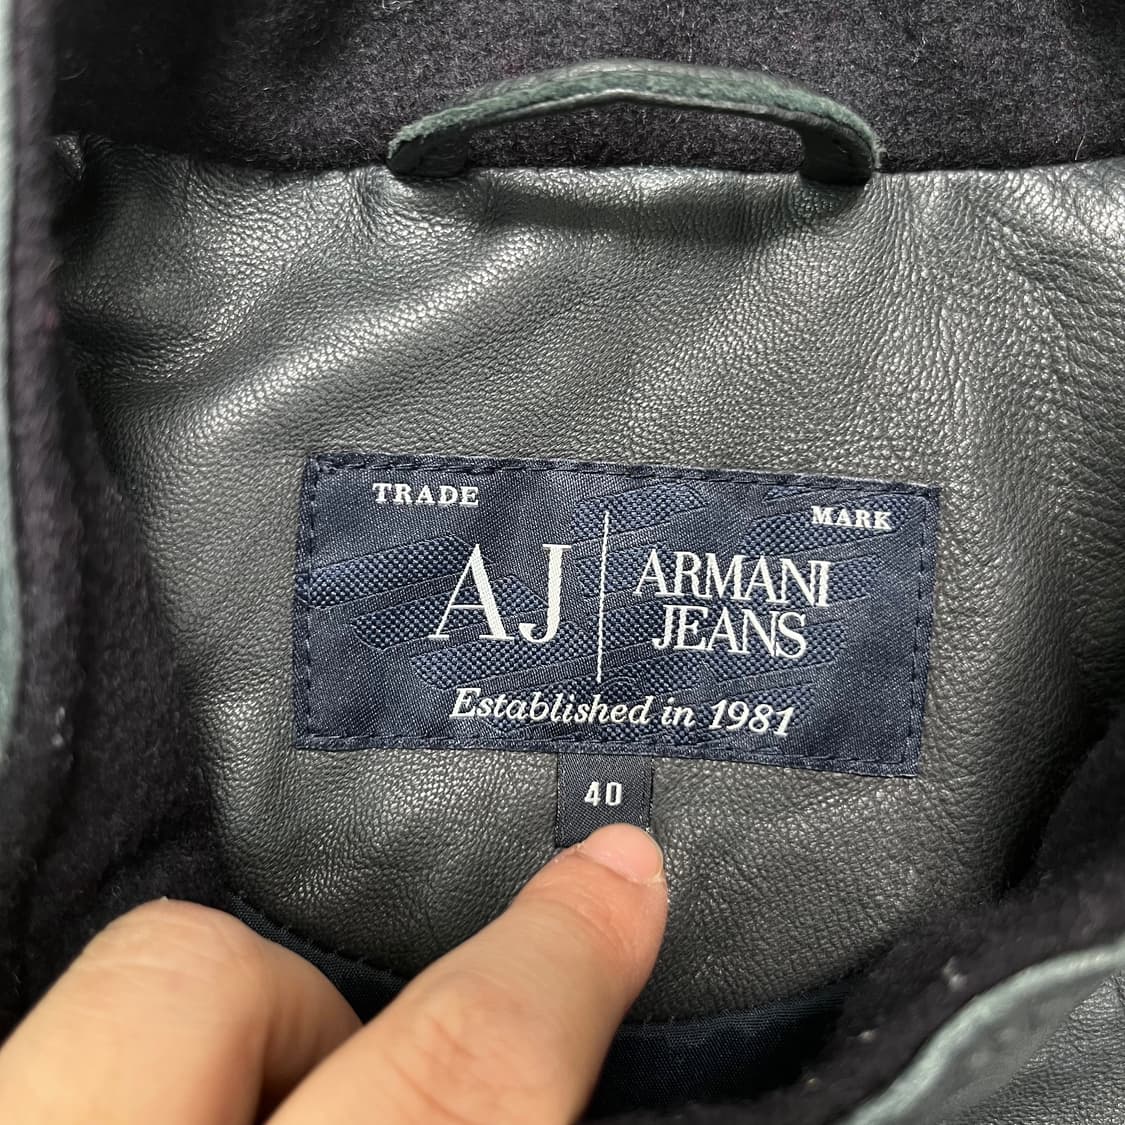 TRADE
MARK
AJ
ARMANI
JEANS
Established in 1981
40